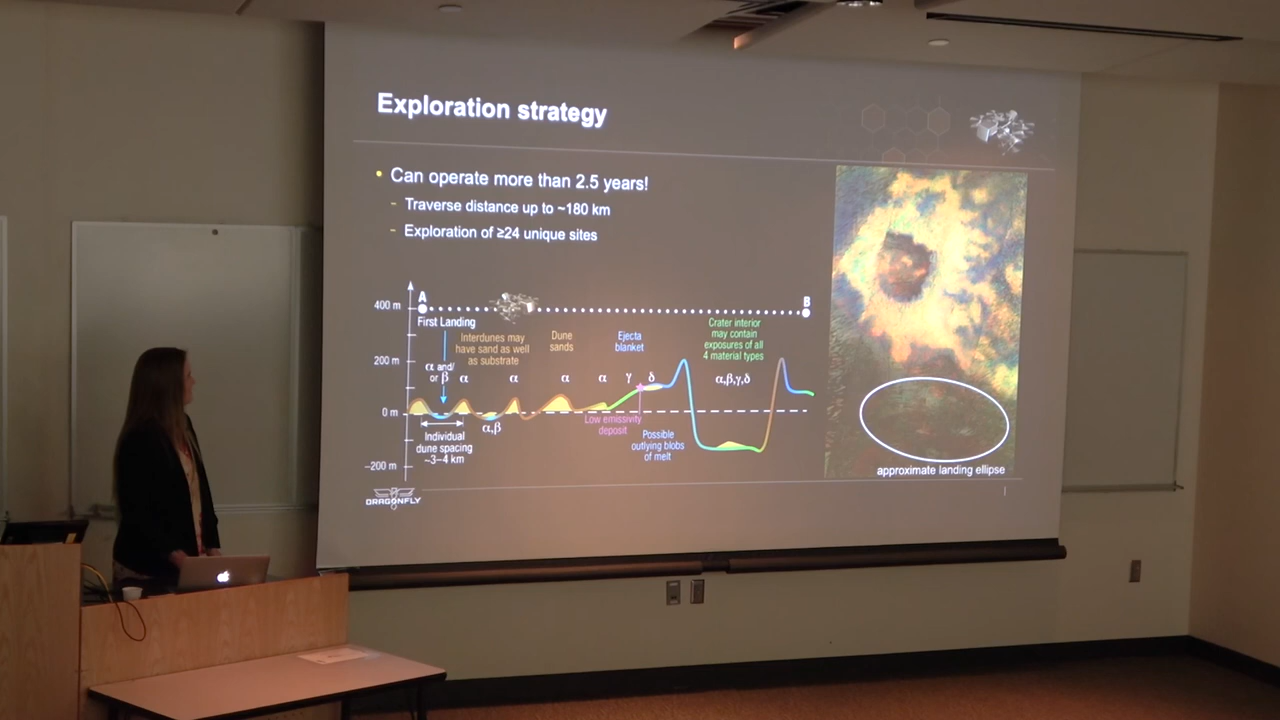 Exploration strategy
• Can operate more than 2.5 years!
- Traverse distance up to ~180 km
- Exploration of ≥24 unique sites
A
B
400 m
200 m
0 m
−200 m
First Landing
α and/
or β
Interdunes may
have sand as well
as substrate
Dune
sands
Ejecta
blanket
Crater interior
may contain
exposures of all
4 material types
α
α
α
α
γ
δ
α,β,γ,δ
α,β
Individual
dune spacing
~3–4 km
Low emissivity
deposit
Possible
outlying blobs
of melt
approximate landing ellipse
DRAGONFLY